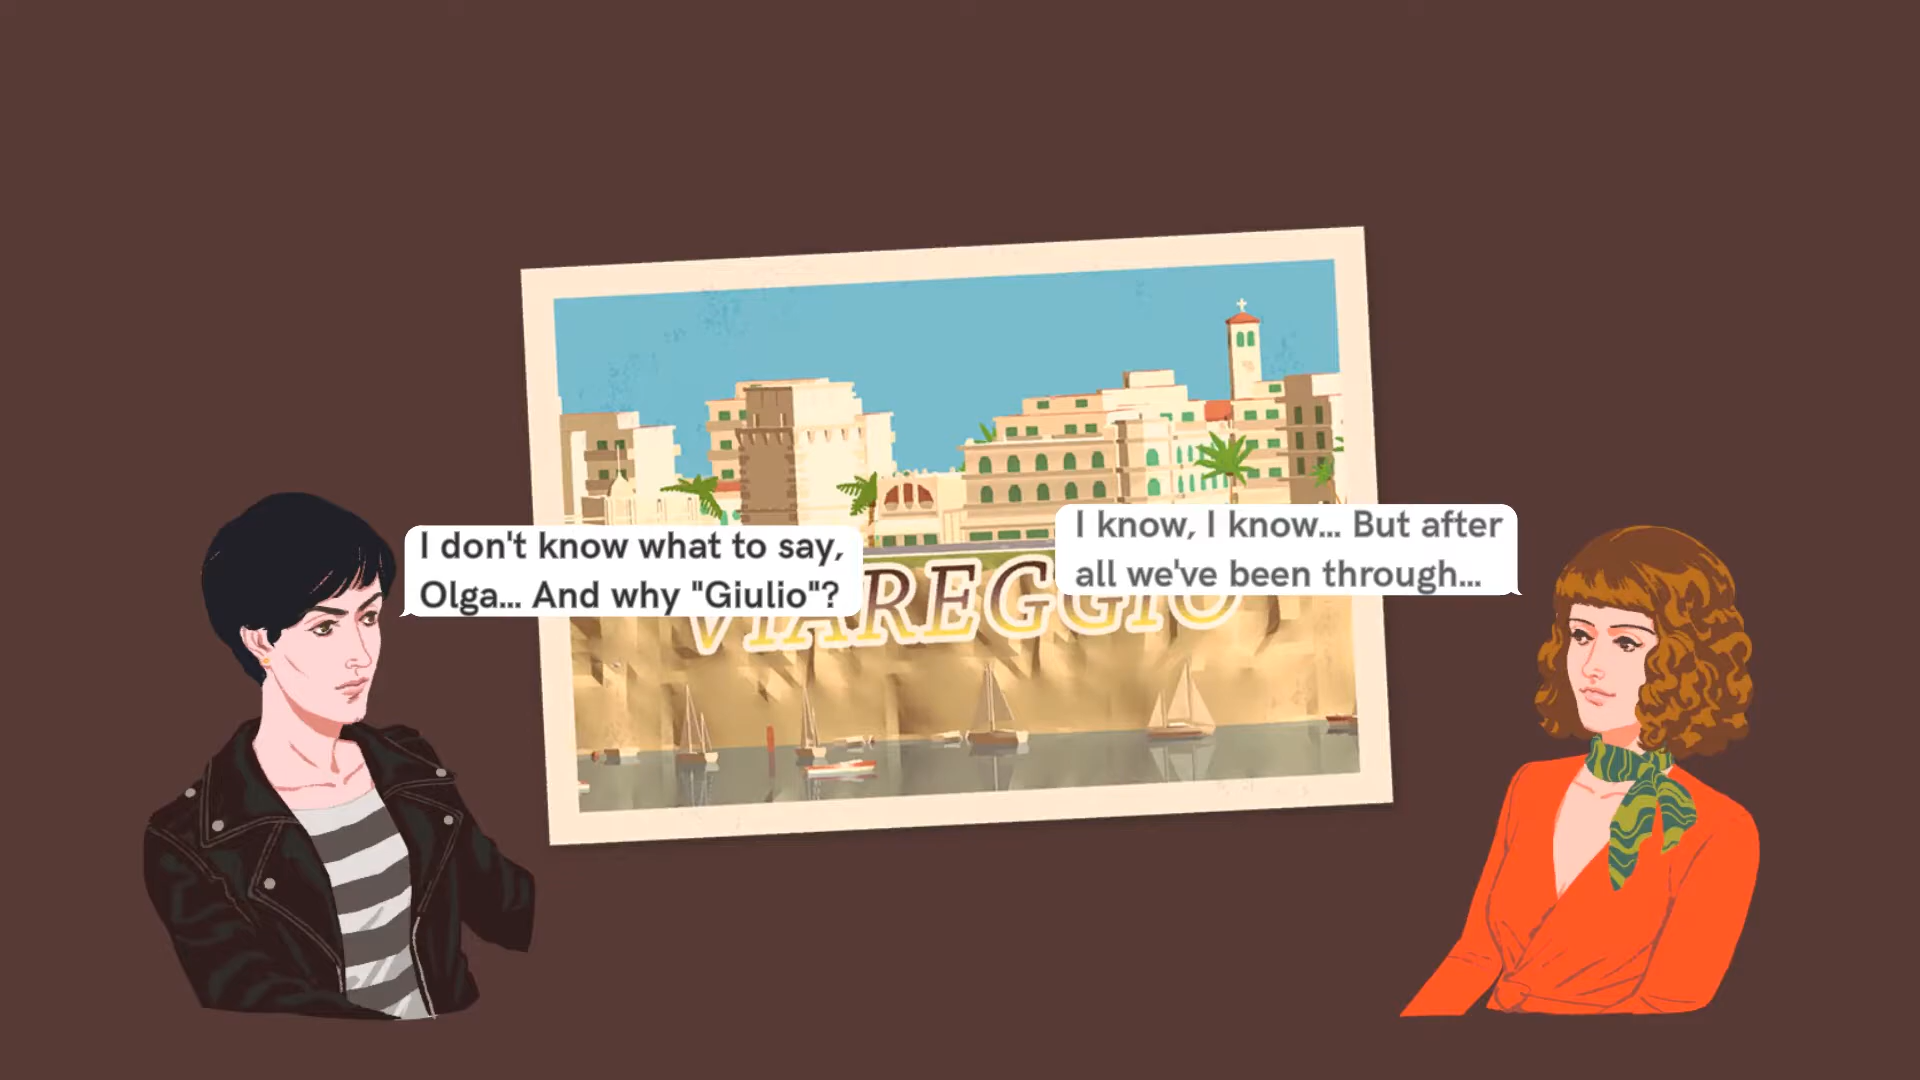 I don't know what to say,
Olga... And why "Giulio"?
I know, I know... But after
all we've been through...
VIAREGGIO